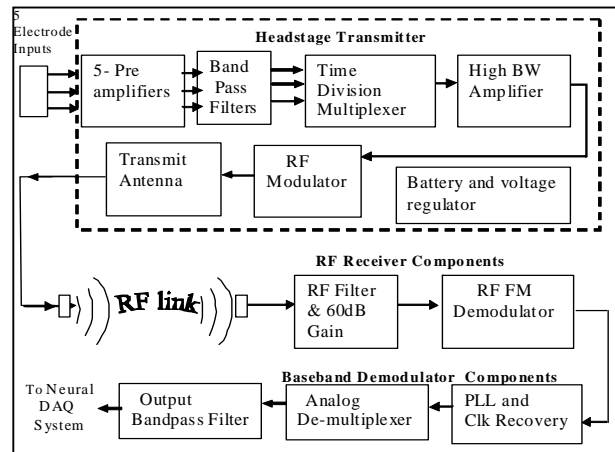 5
Electrode
Inputs
Headstage Transmitter
5- Pre
amplifiers
Band
Pass
Filters
Time
Division
Multiplexer
High BW
Amplifier
Transmit
Antenna
RF
Modulator
Battery and voltage
regulator
RF Receiver Components
RF link
RF Filter
& 60dB
Gain
RF FM
Demodulator
Baseband Demodulator Components
To Neural
DAQ
System
Output
Bandpass Filter
Analog
De-multiplexer
PLL and
Clk Recovery